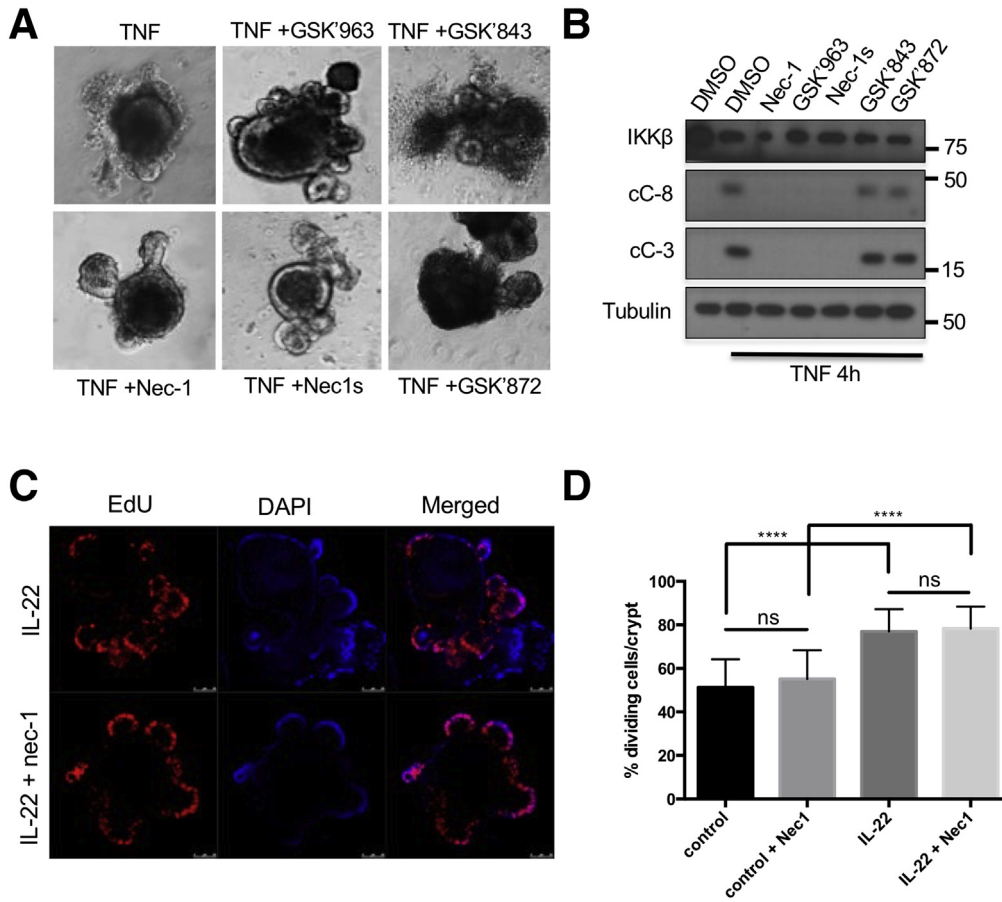 A
TNF
TNF +GSK'963
TNF +GSK'843
TNF +Nec-1
TNF +Nec1s
TNF +GSK'872
B
DMSO
DMSO
Nec-1
GSK'963
Nec-1s
GSK'843
GSK'872
IKKβ
75
50
cC-8
cC-3
15
Tubulin
50
TNF 4h
C
EdU
DAPI
Merged
IL-22
IL-22 + nec-1
D
****
****
ns
ns
% dividing cells/crypt
100
80
60
40
20
0
control
control + Nec1
IL-22
IL-22 + Nec1